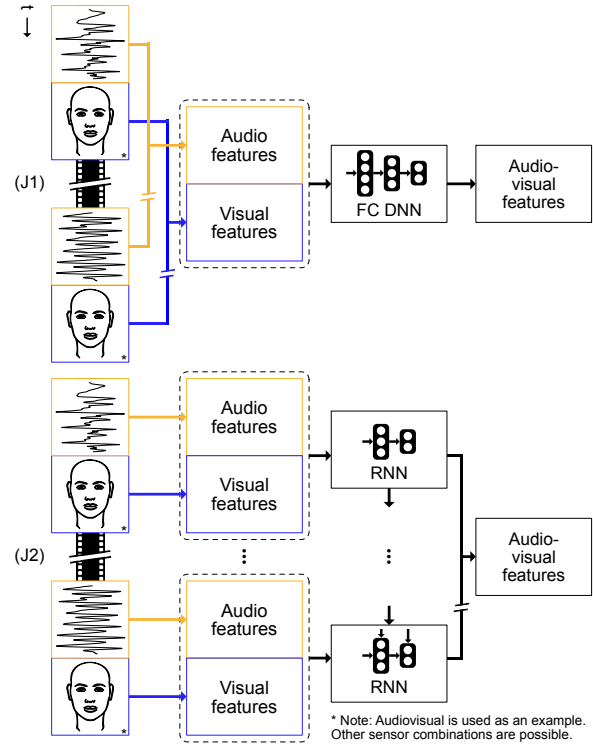 t
*
(J1)
*
Audio
features
Visual
features
FC DNN
Audio-
visual
features
*
(J2)
*
Audio
features
Visual
features
⋮
Audio
features
Visual
features
RNN
⋮
RNN
Audio-
visual
features
* Note: Audiovisual is used as an example.
Other sensor combinations are possible.